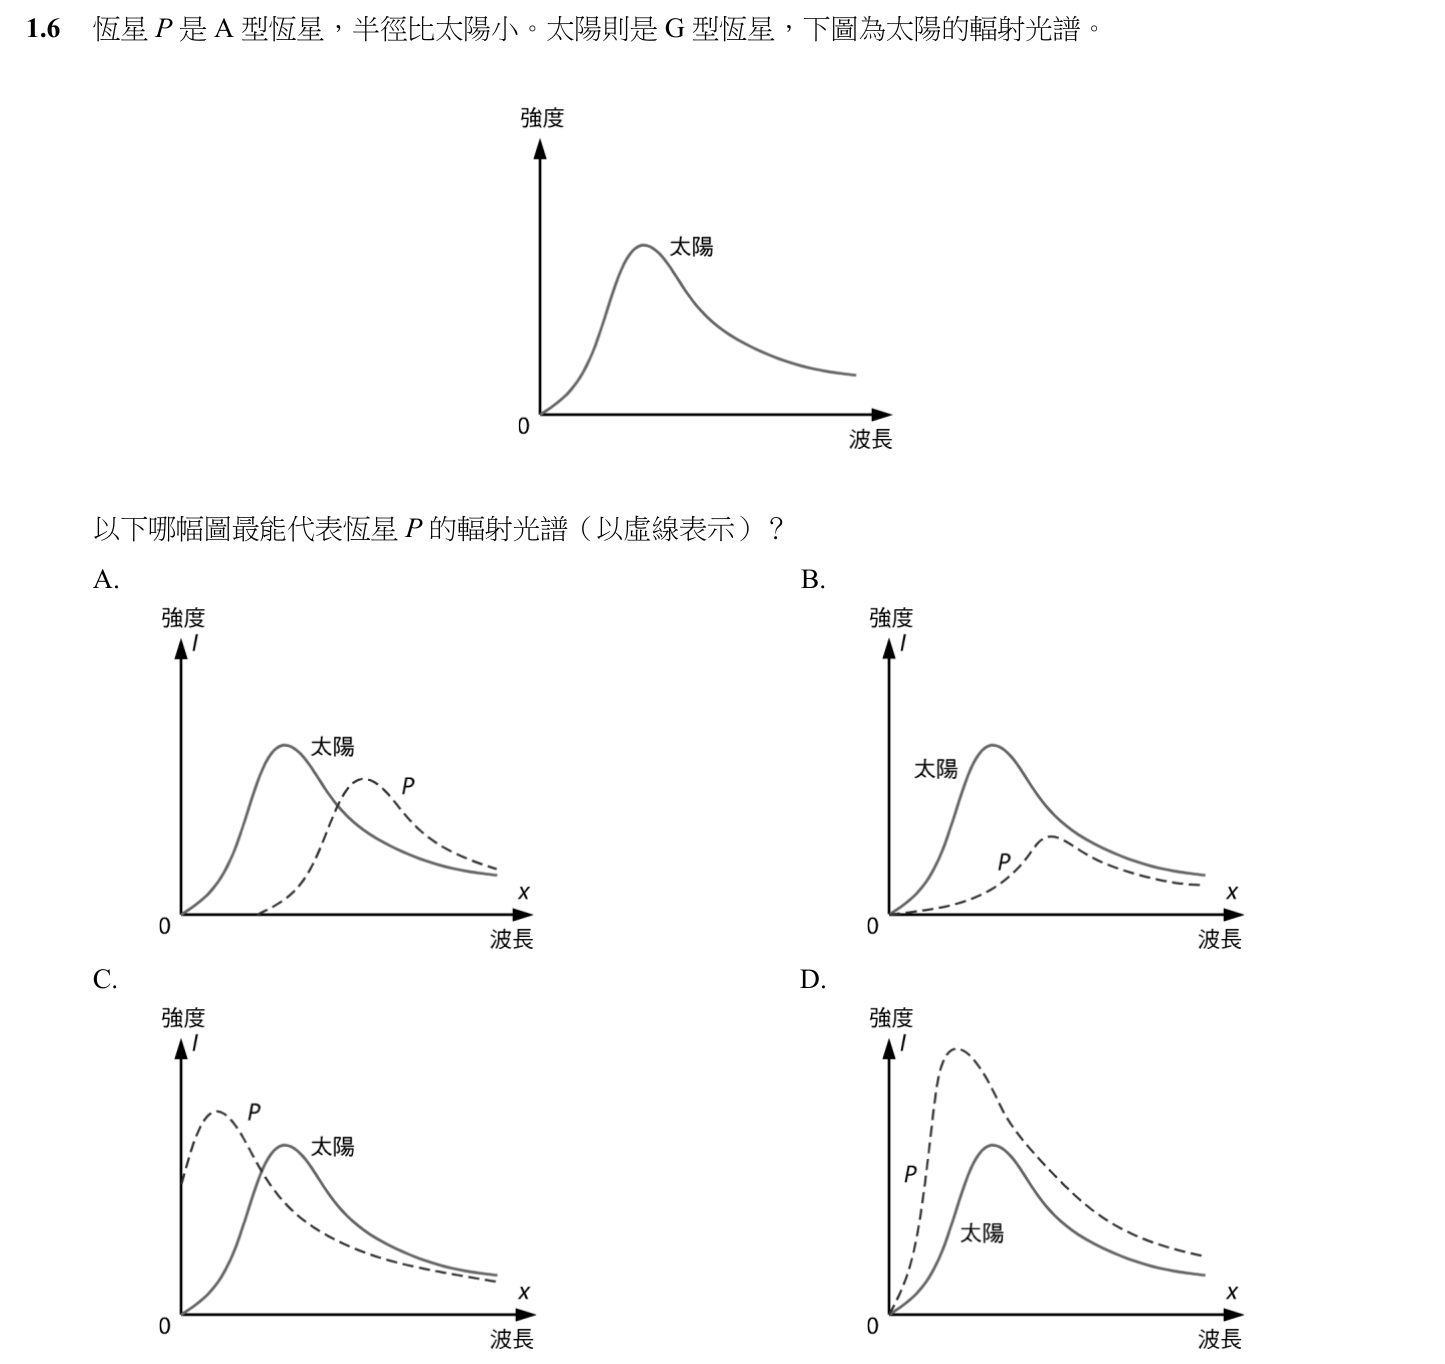 1.6 恆星 P 是 A 型恆星，半徑比太陽小。太陽則是 G 型恆星，下圖為太陽的輻射光譜。
強度
太陽
0
波長
以下哪幅圖最能代表恆星 P 的輻射光譜（以虛線表示）？
A.
強度
I
太陽
P
x
0
波長
B.
強度
I
太陽
P
x
0
波長
C.
強度
I
P
太陽
x
0
波長
D.
強度
I
P
太陽
x
0
波長